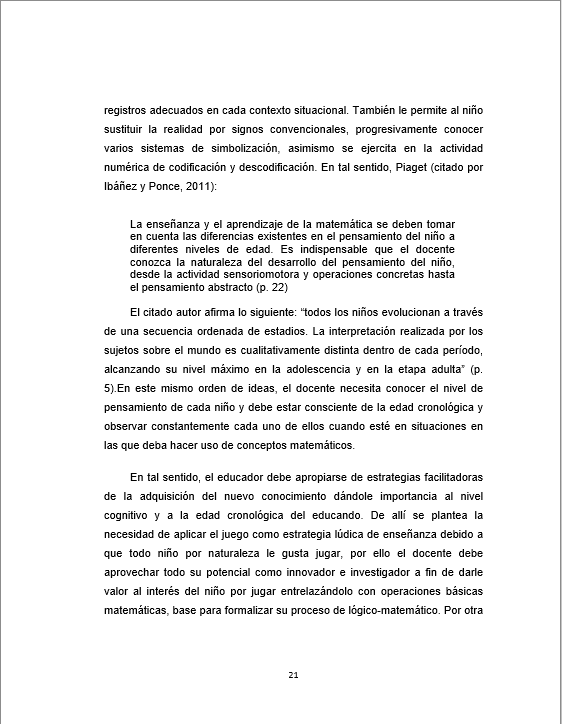 registros adecuados en cada contexto situacional. También le permite al niño
sustituir la realidad por signos convencionales, progresivamente conocer
varios sistemas de simbolización, asimismo se ejercita en la actividad
numérica de codificación y descodificación. En tal sentido, Piaget (citado por
Ibáñez y Ponce, 2011):
La enseñanza y el aprendizaje de la matemática se deben tomar
en cuenta las diferencias existentes en el pensamiento del niño a
diferentes niveles de edad. Es indispensable que el docente
conozca la naturaleza del desarrollo del pensamiento del niño,
desde la actividad sensoriomotora y operaciones concretas hasta
el pensamiento abstracto (p. 22)
El citado autor afirma lo siguiente: “todos los niños evolucionan a través
de una secuencia ordenada de estadios. La interpretación realizada por los
sujetos sobre el mundo es cualitativamente distinta dentro de cada período,
alcanzando su nivel máximo en la adolescencia y en la etapa adulta” (p.
5).En este mismo orden de ideas, el docente necesita conocer el nivel de
pensamiento de cada niño y debe estar consciente de la edad cronológica y
observar constantemente cada uno de ellos cuando esté en situaciones en
las que deba hacer uso de conceptos matemáticos.
En tal sentido, el educador debe apropiarse de estrategias facilitadoras
de la adquisición del nuevo conocimiento dándole importancia al nivel
cognitivo y a la edad cronológica del educando. De allí se plantea la
necesidad de aplicar el juego como estrategia lúdica de enseñanza debido a
que todo niño por naturaleza le gusta jugar, por ello el docente debe
aprovechar todo su potencial como innovador e investigador a fin de darle
valor al interés del niño por jugar entrelazándolo con operaciones básicas
matemáticas, base para formalizar su proceso de lógico-matemático. Por otra
21